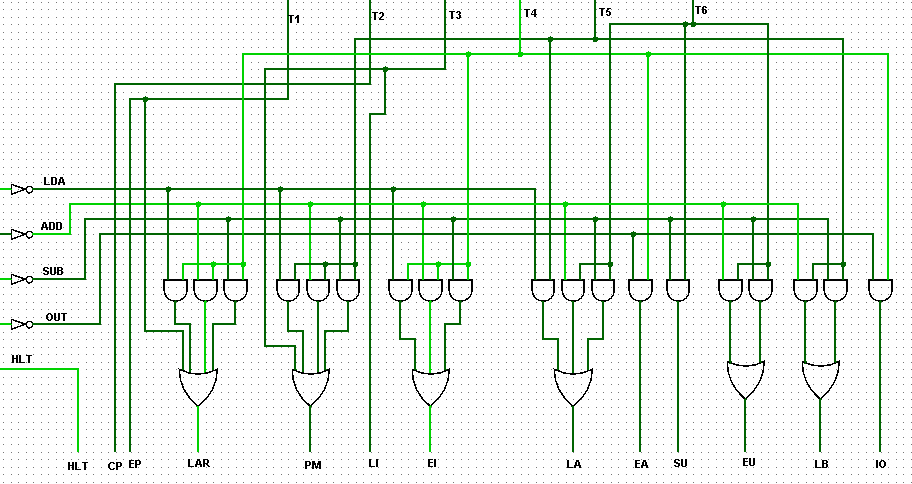 T1 T2 T3 T4 T5 T6
LDA
ADD
SUB
OUT
HLT
HLT CP EP LAR PM LI EI LA EA SU EU LB IO